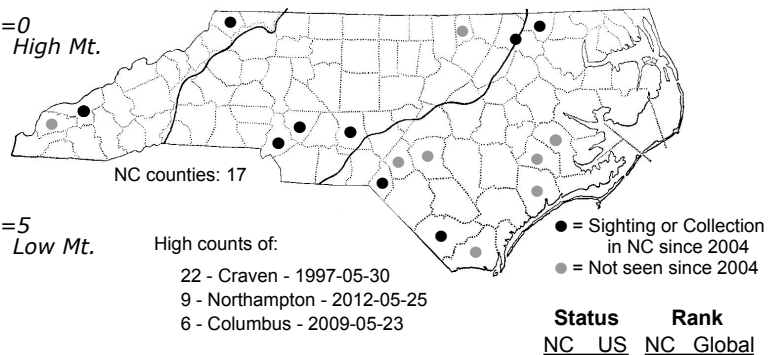 =0
High Mt.
NC counties: 17
=5
Low Mt.
High counts of:
22 - Craven - 1997-05-30
9 - Northampton - 2012-05-25
6 - Columbus - 2009-05-23
= Sighting or Collection
in NC since 2004
= Not seen since 2004
Status Rank
NC US NC Global